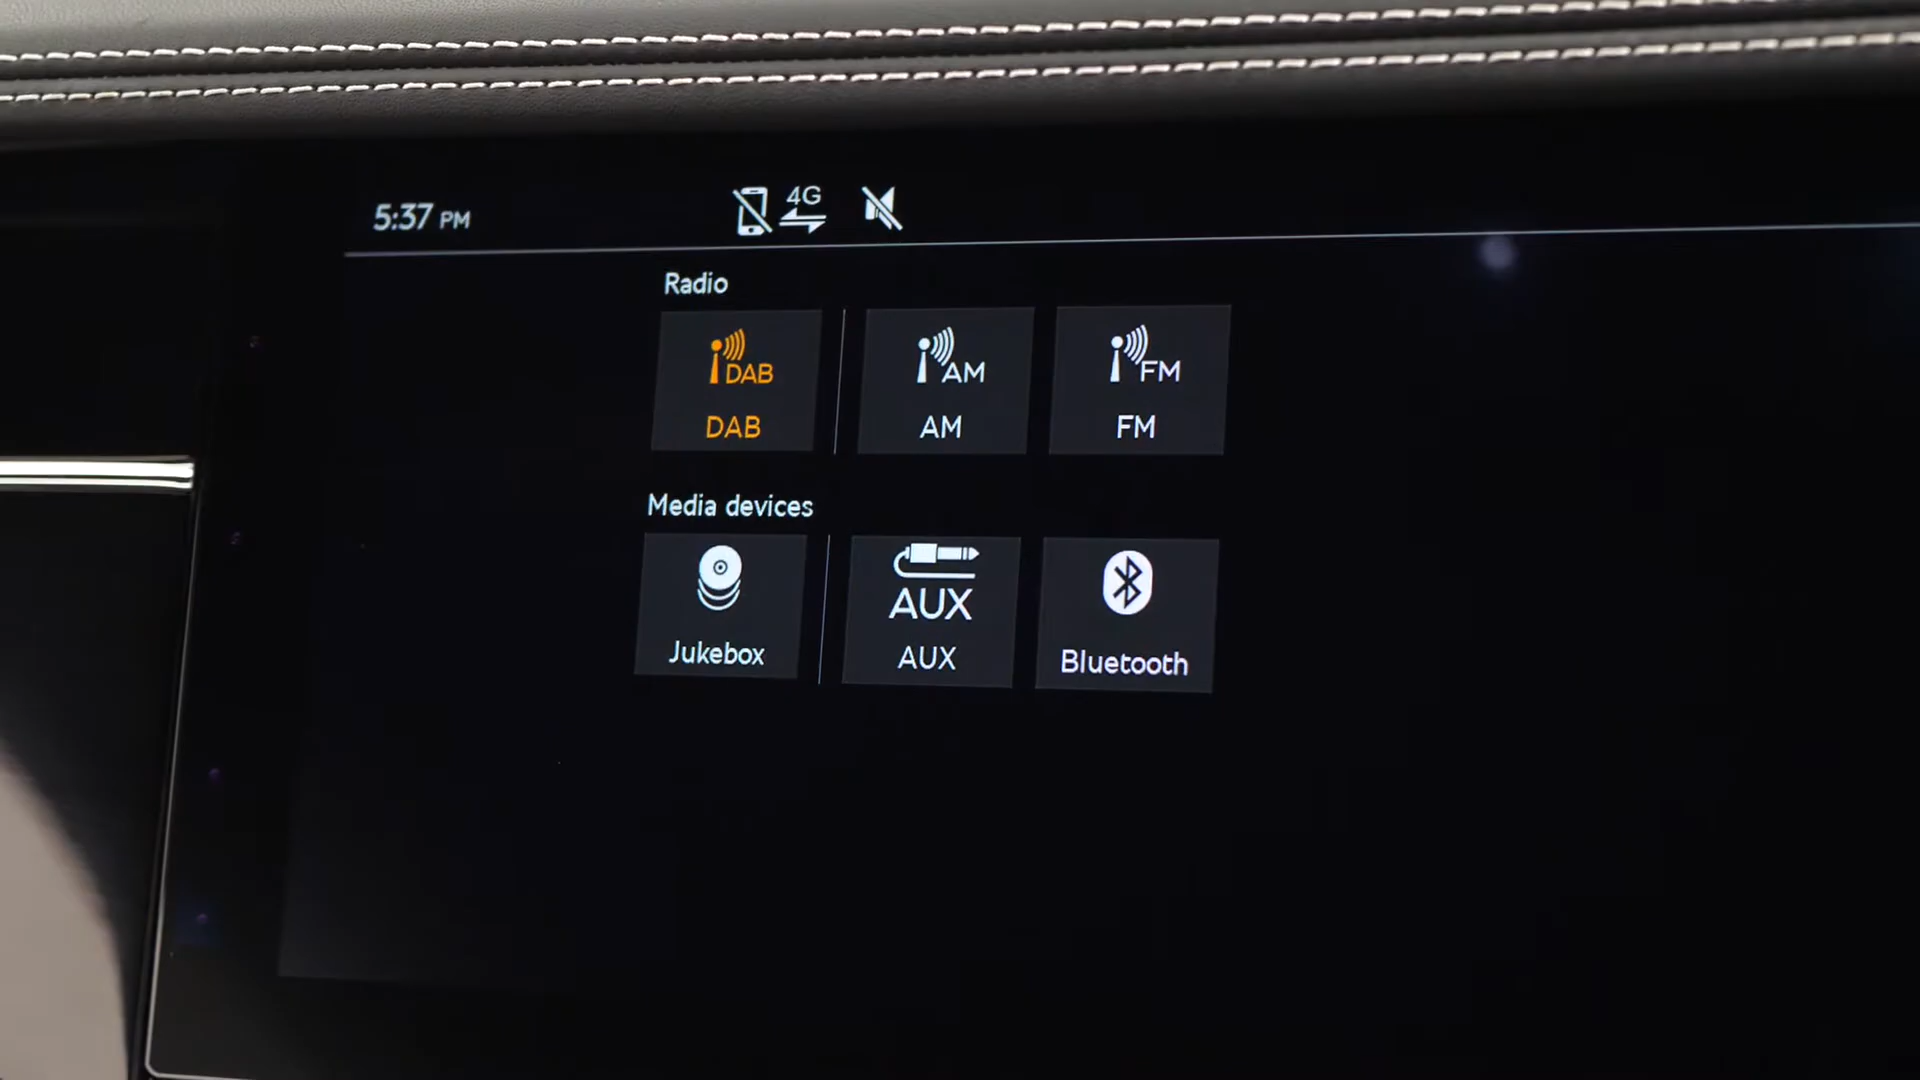 5:37 PM
4G
Radio
DAB
AM
FM
DAB
AM
FM
Media devices
AUX
Jukebox
AUX
Bluetooth